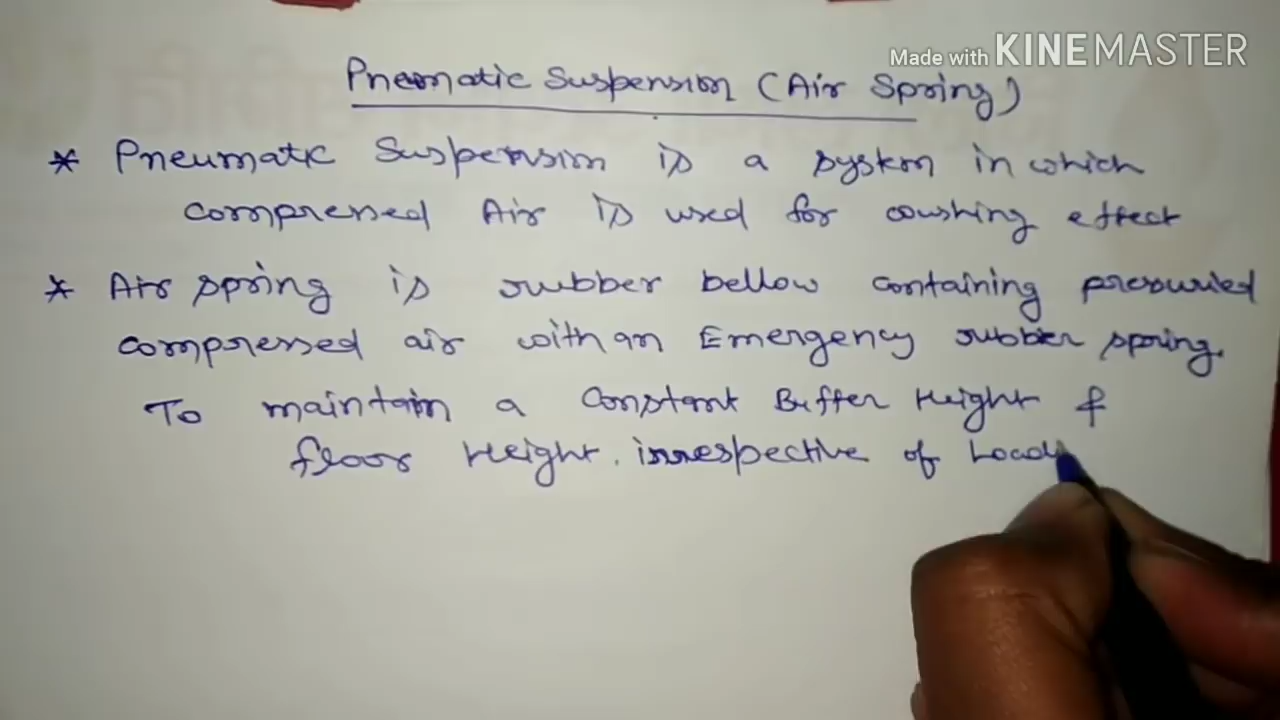 Made with KINEMASTER
Pneomatic Suspension (Air Spring)
* Pneumatic Suspension is a system in which
compressed Air is used for coushing effect
* Air spring is rubber bellow containing pressuried
compressed air with an Emergency rubber spring.
To maintain a Constant Buffer Height &
floor Height. irrespective of Load